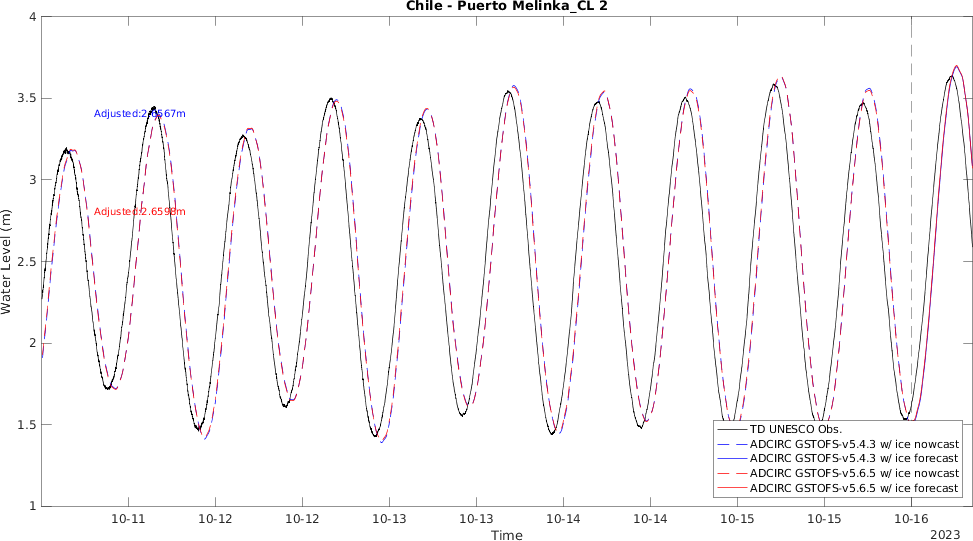 Chile - Puerto Melinka_CL 2
Water Level (m)
4
3.5
3
2.5
2
1.5
1
Adjusted:2.6567m
Adjusted:2.6598m
TD UNESCO Obs.
ADCIRC GSTOFS-v5.4.3 w/ ice nowcast
ADCIRC GSTOFS-v5.4.3 w/ ice forecast
ADCIRC GSTOFS-v5.6.5 w/ ice nowcast
ADCIRC GSTOFS-v5.6.5 w/ ice forecast
10-11 10-12 10-12 10-13 10-13 10-14 10-14 10-15 10-15 10-16
Time
2023